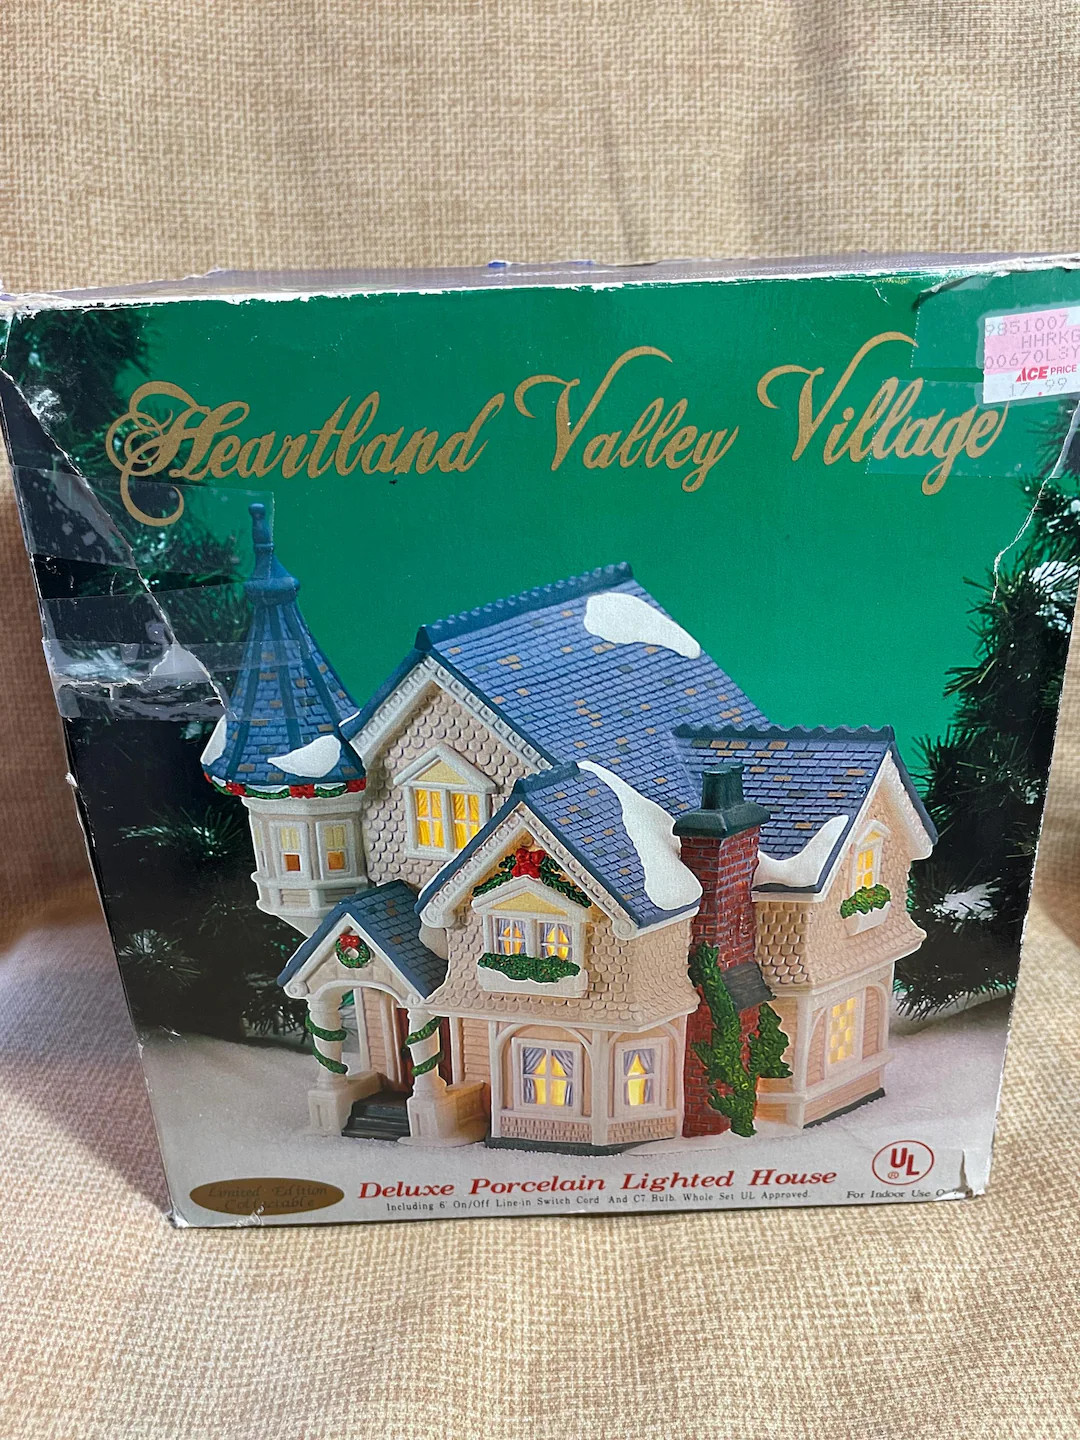 Heartland Valley Village
9851007
HHRKG
00670L3Y
ACE PRICE
17.99
UL
®
Limited Edition
Collectable
Deluxe Porcelain Lighted House
Including 6' On/Off Line-in Switch Cord And C7 Bulb. Whole Set UL Approved.
For Indoor Use